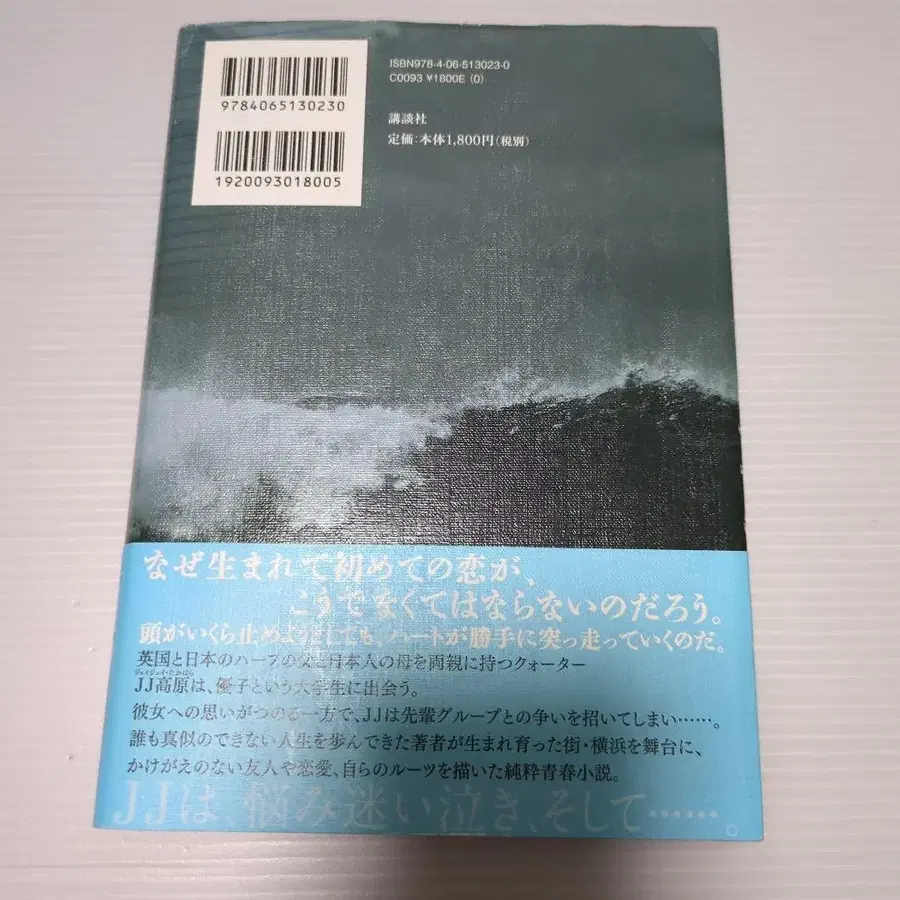 9784065130230
1920093018005
ISBN978-4-06-513023-0
C0093 ¥1800E (0)
講談社
定価:本体1,800円(税別)
なぜ生まれて初めての恋が、
こうでなくてはならないのだろう。
頭がいくら止めようとしても、ハートが勝手に突っ走っていくのだ。
英国と日本のハーフの父と日本人の母を両親に持つクォーター
ジェイジェイ・たかはら
JJ高原は、優子という大学生に出会う。
彼女への思いがつのる一方で、JJは先輩グループとの争いを招いてしまい……。
誰も真似のできない人生を歩んできた著者が生まれ育った街・横浜を舞台に、
かけがえのない友人や恋愛、自らのルーツを描いた純粋青春小説。
JJは、悩み迷い泣き、そして……。